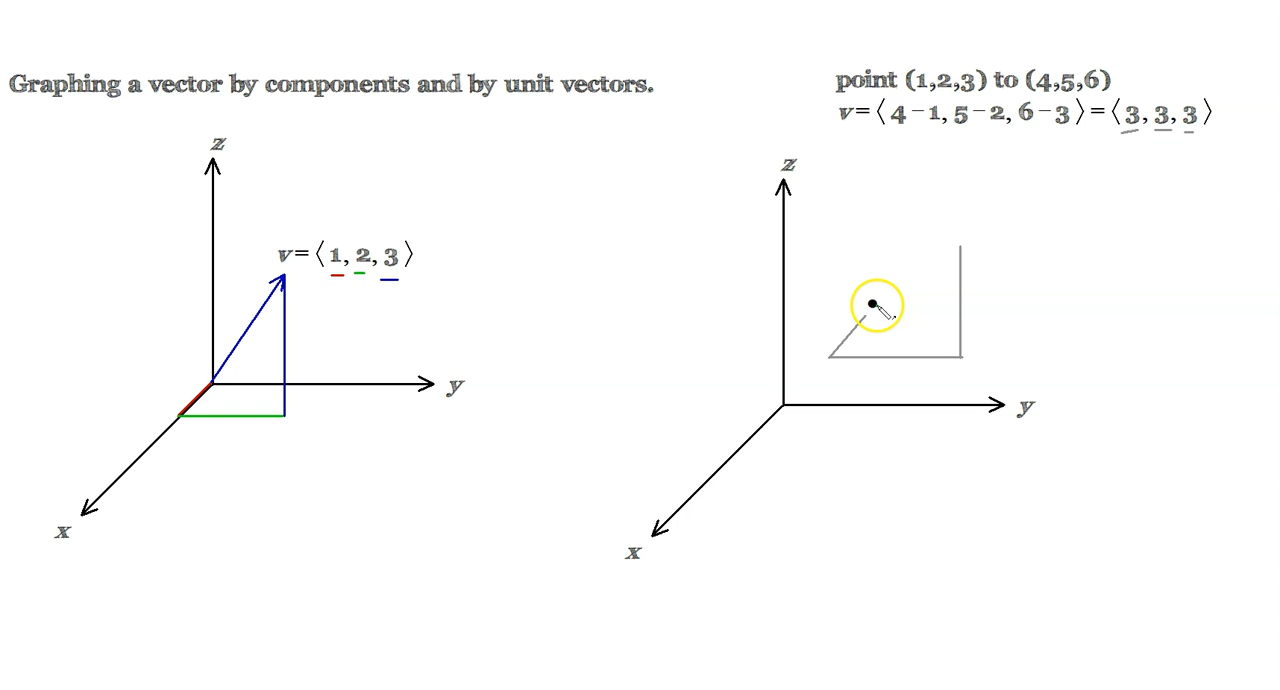 Graphing a vector by components and by unit vectors.
point (1,2,3) to (4,5,6)
v=⟨4−1, 5−2, 6−3⟩=⟨3, 3, 3⟩
z
v=⟨1, 2, 3⟩
y
x
z
y
x